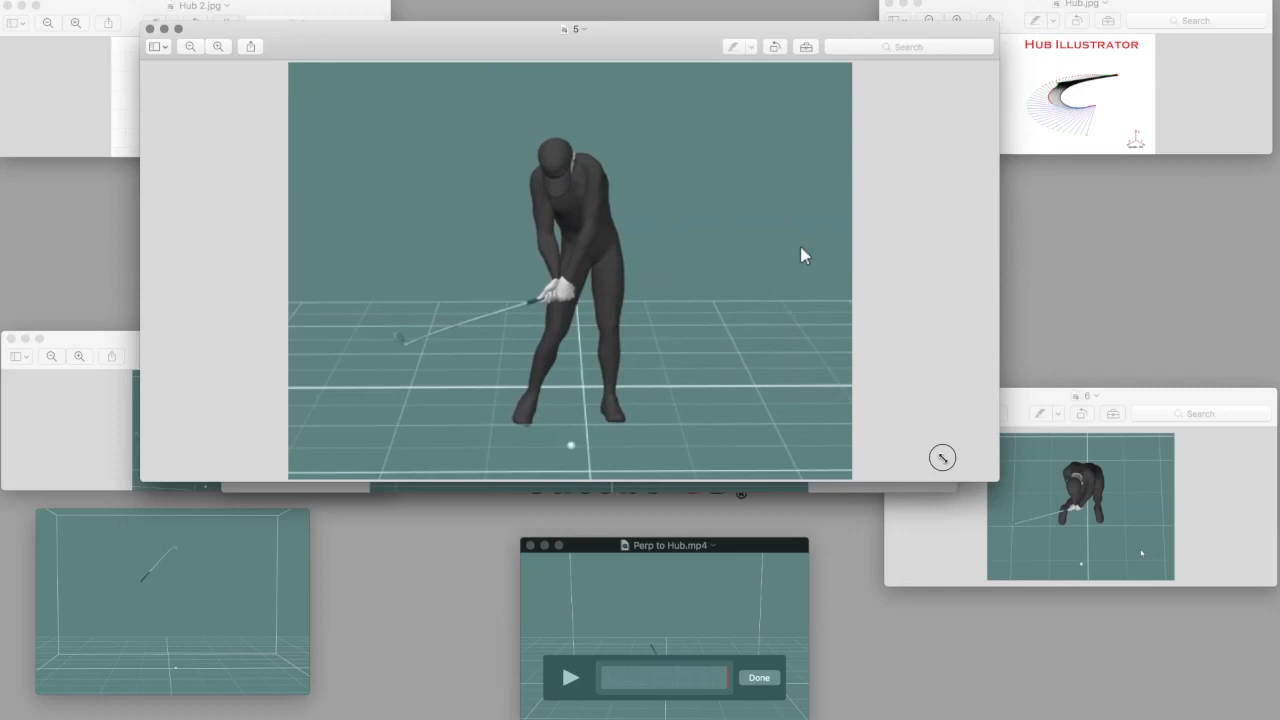 Hub 2.jpg
Hub.jpg
Search
5
Search
HUB ILLUSTRATOR
6
Search
®
Perp to Hub.mp4
Done